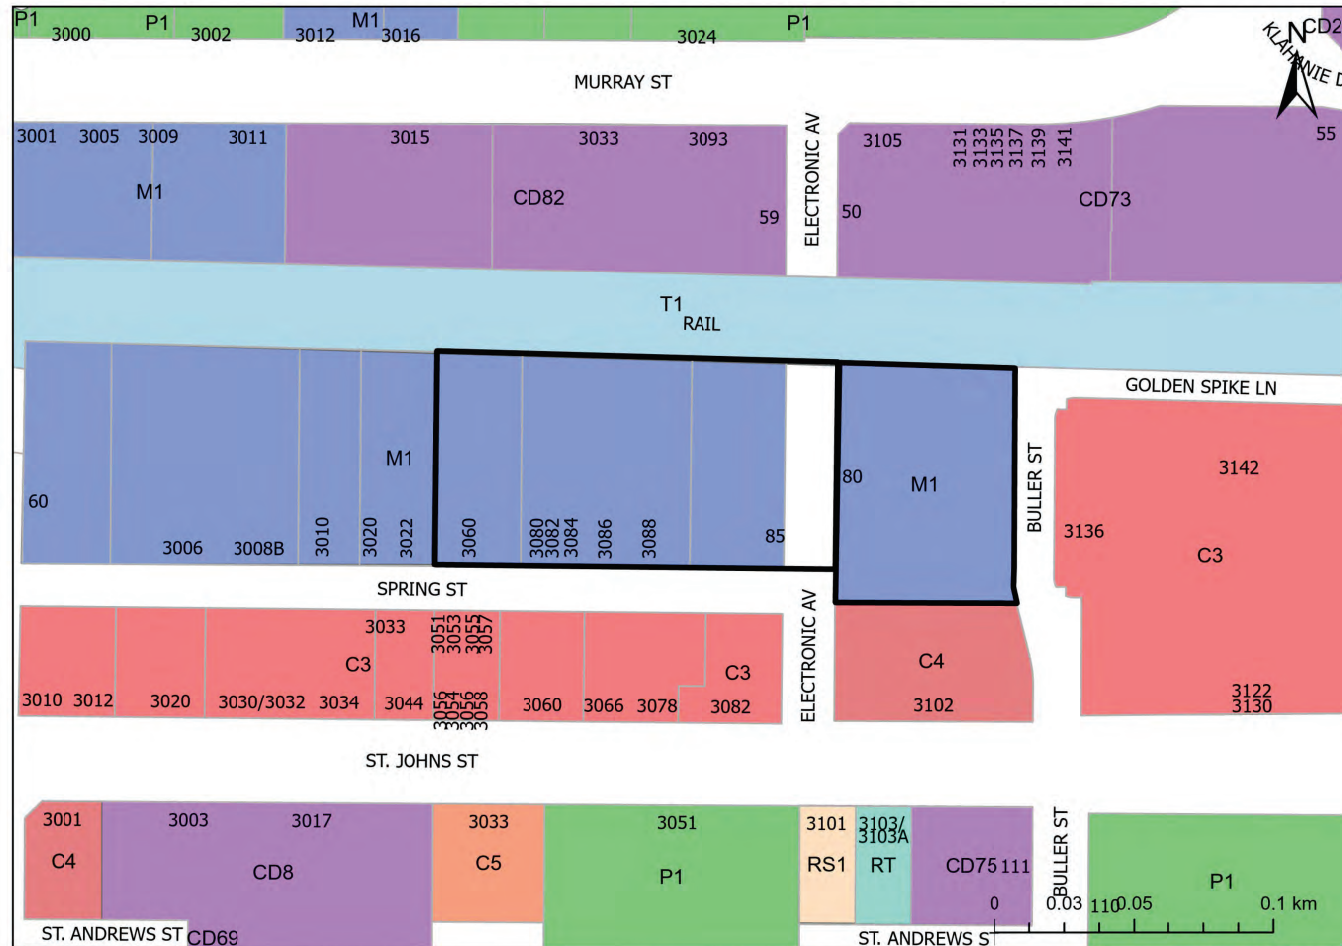 P1
3000
P1
3002
3012
M1
3016
3024
P1
N
CD2
KLAHANIE D
MURRAY ST
3001
3005
3009
3011
M1
3015
3033
3093
CD82
59
ELECTRONIC AV
50
3105
3131
3133
3135
3137
3139
3141
CD73
55
T1
RAIL
GOLDEN SPIKE LN
60
3006
3008B
3010
3020
3022
M1
3060
3080
3082
3084
3086
3088
85
80
M1
BULLER ST
3136
3142
C3
3122
3130
SPRING ST
3033
3051
3053
3055
3057
C3
C3
3010
3012
3020
3030/3032
3034
3044
3056
3054
3056
3058
3060
3066
3078
3082
ELECTRONIC AV
C4
3102
ST. JOHNS ST
3001
C4
3003
3017
CD8
3033
C5
3051
P1
3101
RS1
3103/
3103A
RT
CD75
111
BULLER ST
P1
110
0
0.03
0.05
0.1 km
ST. ANDREWS ST
CD69
ST. ANDREWS S